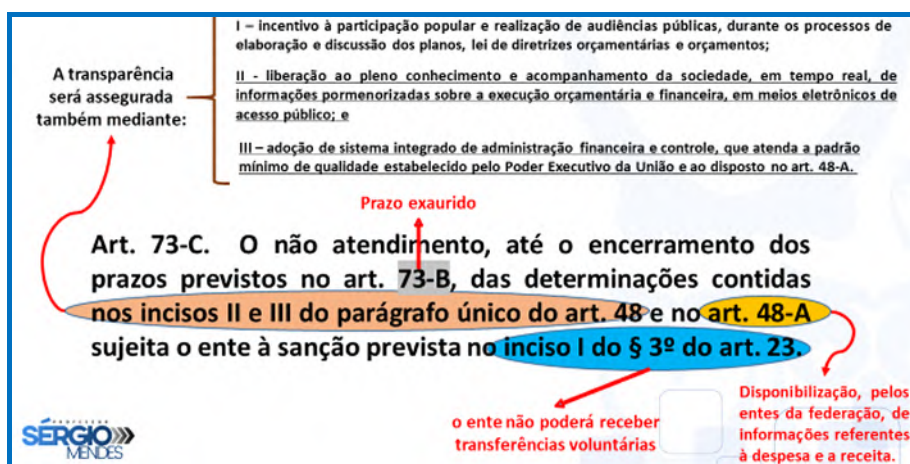 I – incentivo à participação popular e realização de audiências públicas, durante os processos de
elaboração e discussão dos planos, lei de diretrizes orçamentárias e orçamentos;
A transparência
será assegurada
também mediante:
II - liberação ao pleno conhecimento e acompanhamento da sociedade, em tempo real, de
informações pormenorizadas sobre a execução orçamentária e financeira, em meios eletrônicos de
acesso público; e
III – adoção de sistema integrado de administração financeira e controle, que atenda a padrão
mínimo de qualidade estabelecido pelo Poder Executivo da União e ao disposto no art. 48-A.
Prazo exaurido
Art. 73-C. O não atendimento, até o encerramento dos
prazos previstos no art. 73-B, das determinações contidas
nos incisos II e III do parágrafo único do art. 48 e no art. 48-A
sujeita o ente à sanção prevista no inciso I do § 3º do art. 23.
o ente não poderá receber
transferências voluntárias
Disponibilização, pelos
entes da federação, de
informações referentes
à despesa e a receita.
PROFESSOR
SÉRGIO
MENDES